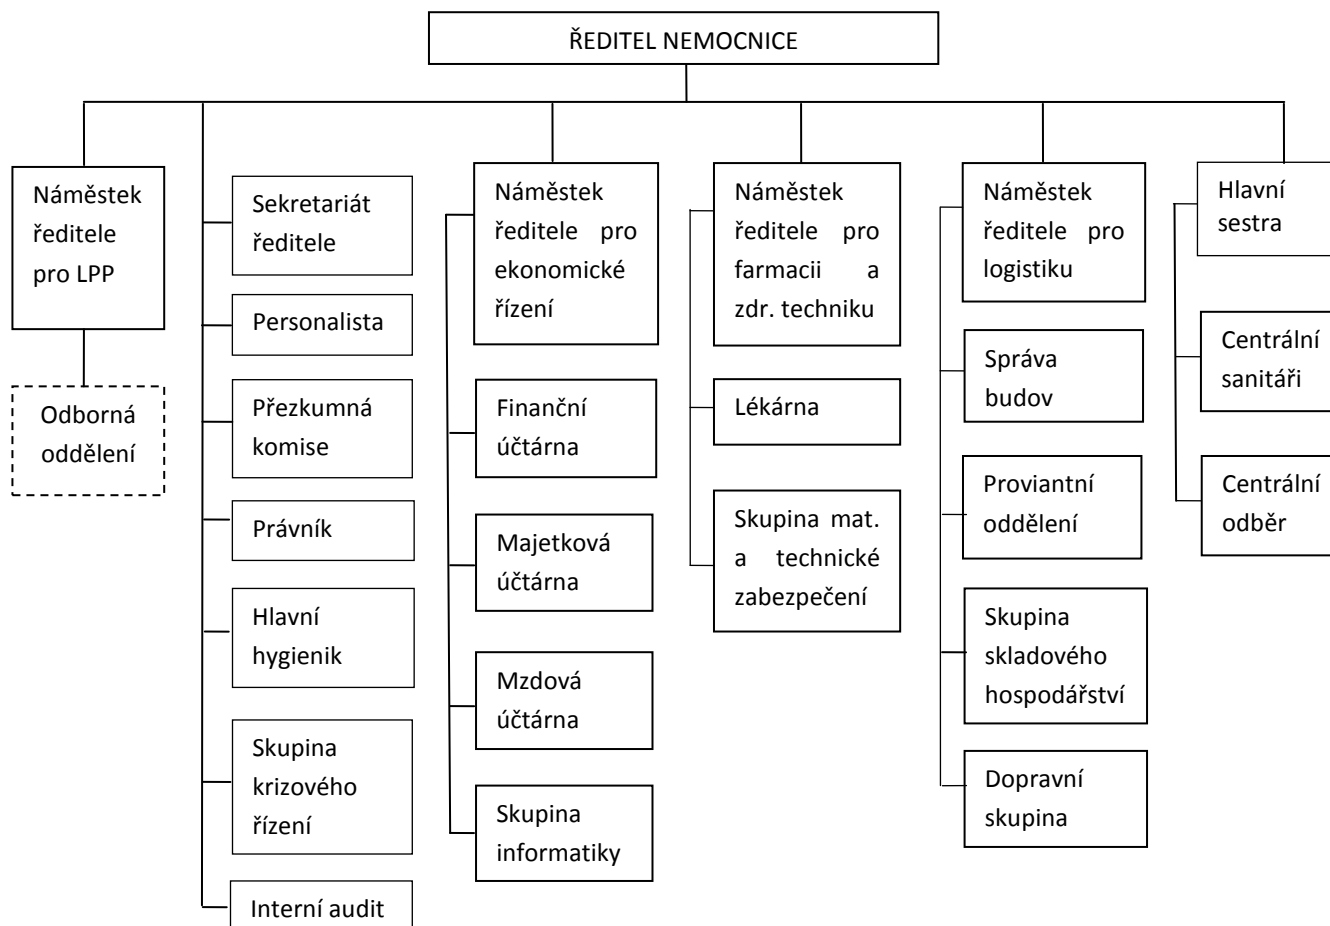 ŘEDITEL NEMOCNICE
Náměstek
ředitele
pro LPP
Odborná
oddělení
Sekretariát
ředitele
Personalista
Přezkumná
komise
Právník
Hlavní
hygienik
Skupina
krizového
řízení
Interní audit
Náměstek
ředitele pro
ekonomické
řízení
Finanční
účtárna
Majetková
účtárna
Mzdová
účtárna
Skupina
informatiky
Náměstek
ředitele pro
farmacii a
zdr. techniku
Lékárna
Skupina mat.
a technické
zabezpečení
Náměstek
ředitele pro
logistiku
Správa
budov
Proviantní
oddělení
Skupina
skladového
hospodářství
Dopravní
skupina
Hlavní
sestra
Centrální
sanitáři
Centrální
odběr